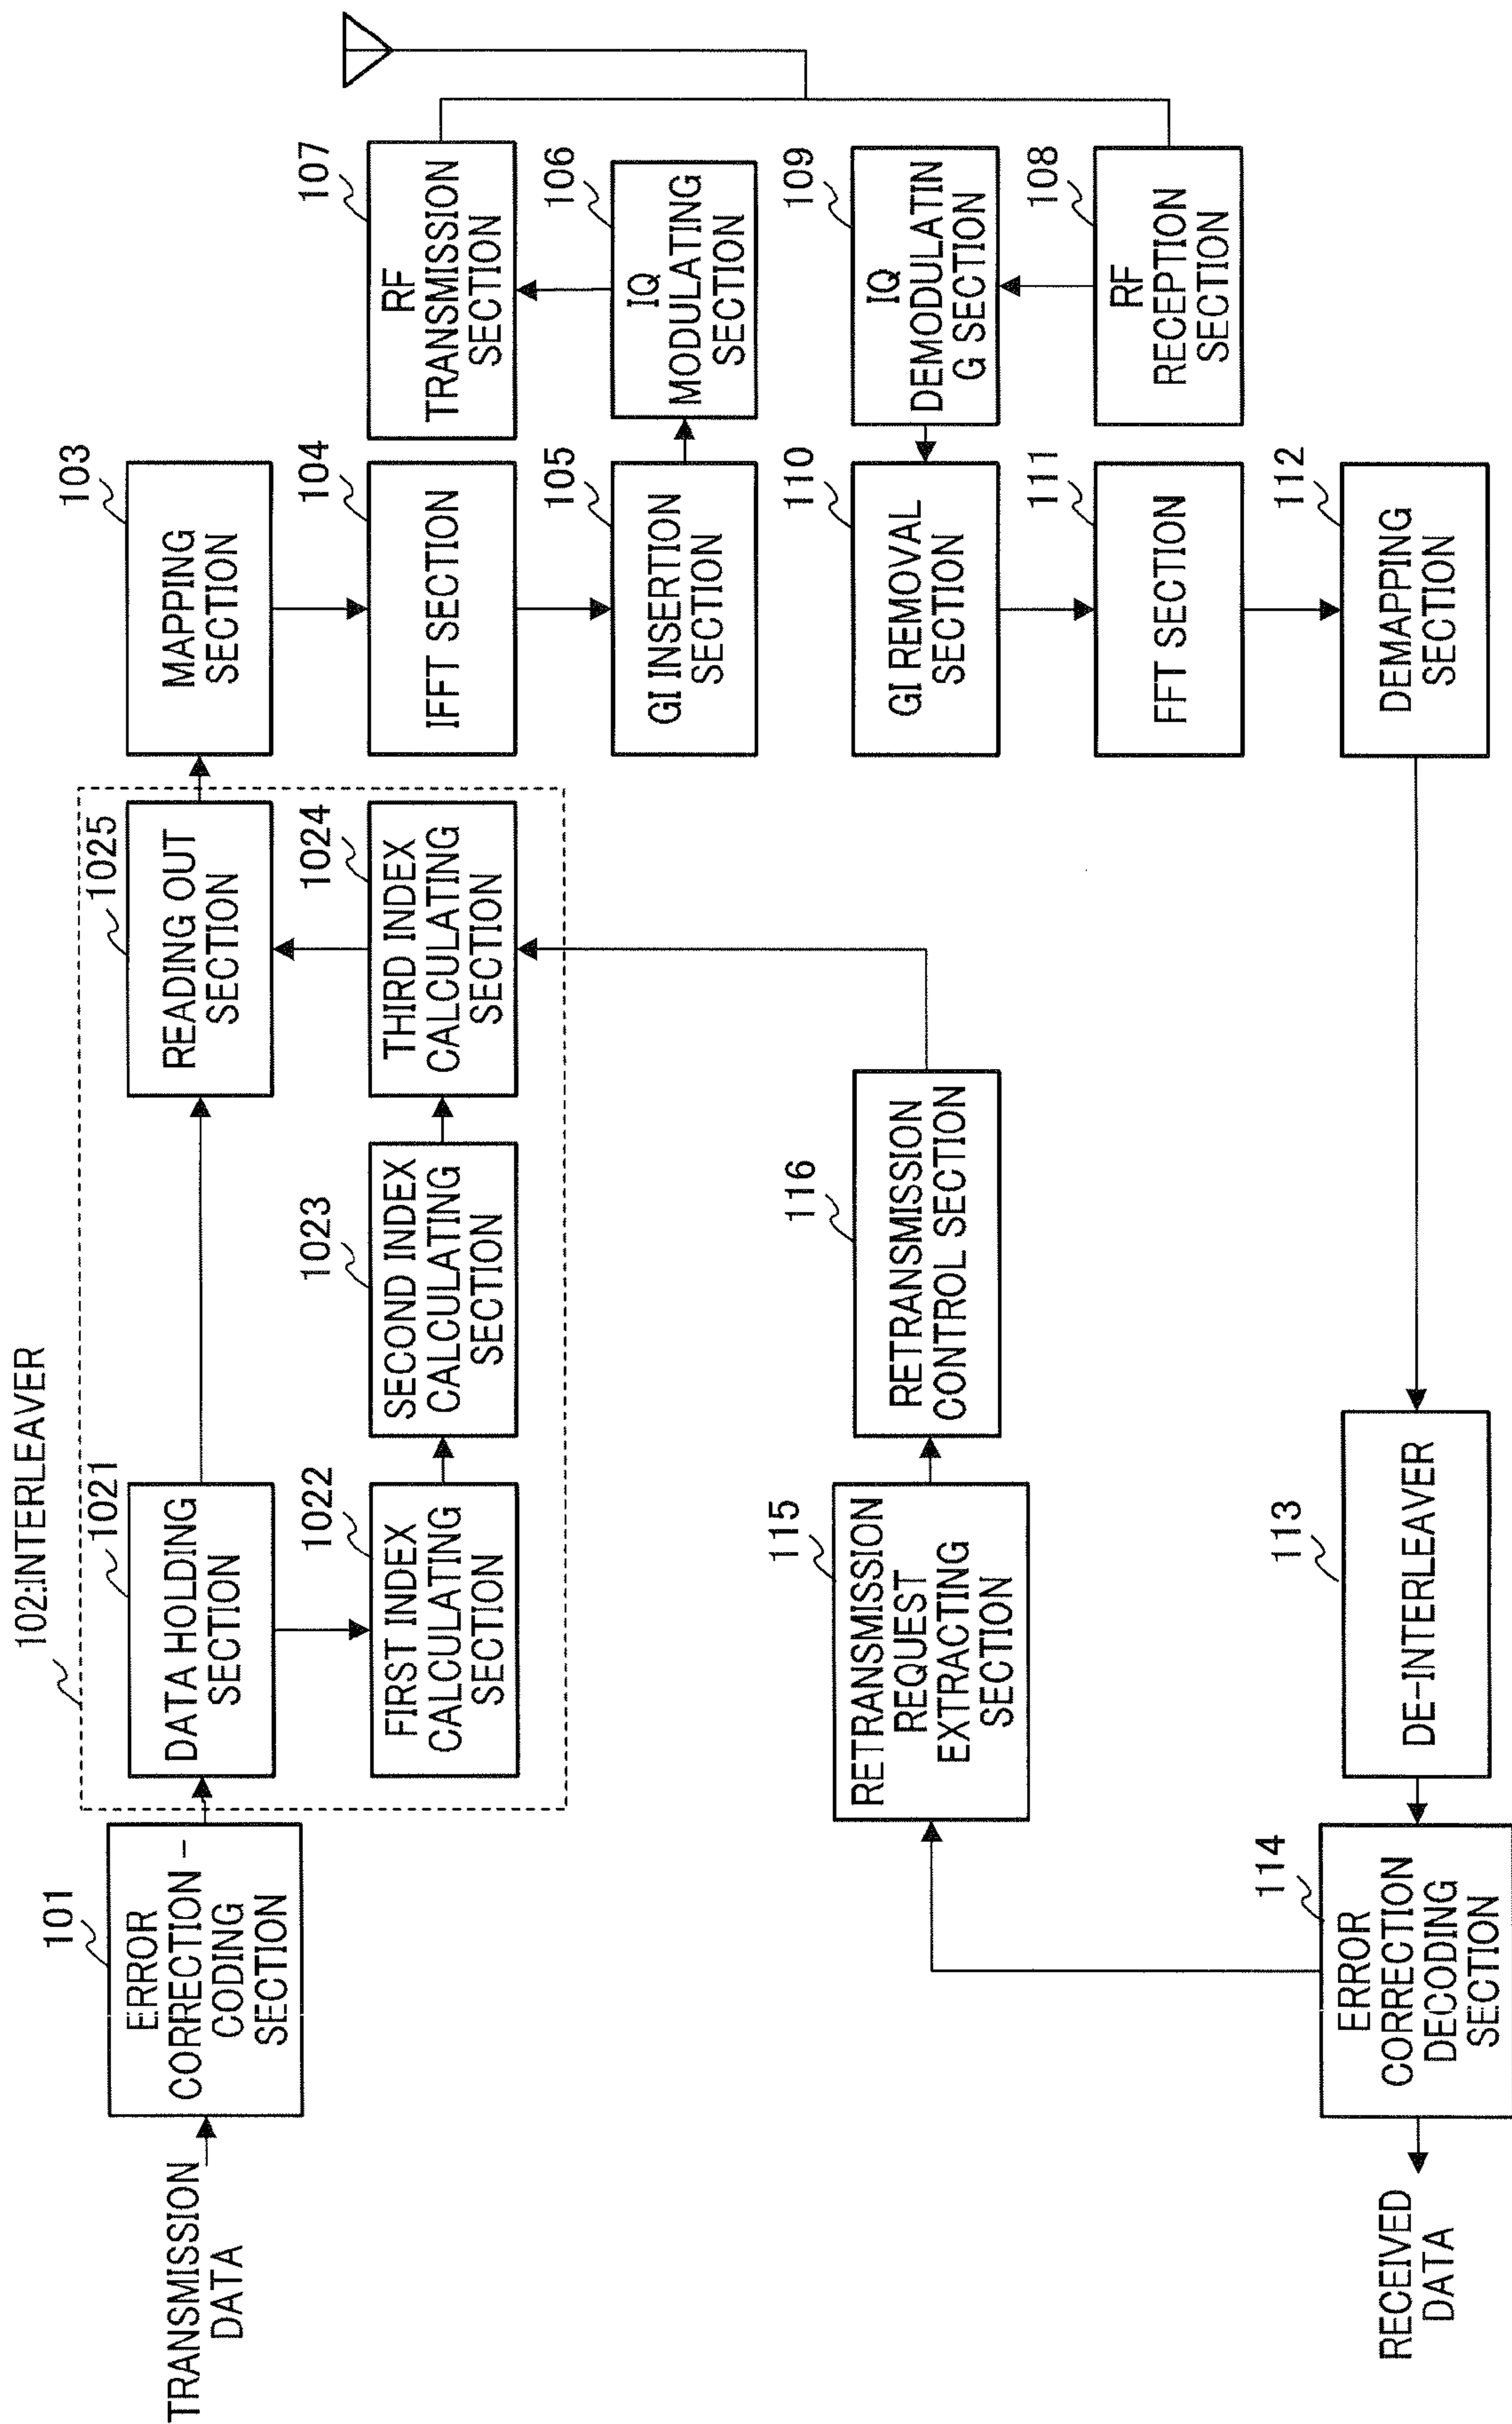 102:INTERLEAVER
TRANSMISSION
DATA
101
ERROR
CORRECTION-
CODING
SECTION
1021
DATA HOLDING
SECTION
1022
FIRST INDEX
CALCULATING
SECTION
1023
SECOND INDEX
CALCULATING
SECTION
1024
THIRD INDEX
CALCULATING
SECTION
1025
READING OUT
SECTION
103
MAPPING
SECTION
104
IFFT SECTION
105
GI INSERTION
SECTION
106
IQ
MODULATING
SECTION
107
RF
TRANSMISSION
SECTION
108
RF
RECEPTION
SECTION
109
IQ
DEMODULATIN
G SECTION
110
GI REMOVAL
SECTION
111
FFT SECTION
112
DEMAPPING
SECTION
113
DE-INTERLEAVER
114
ERROR
CORRECTION
DECODING
SECTION
115
RETRANSMISSION
REQUEST
EXTRACTING
SECTION
116
RETRANSMISSION
CONTROL SECTION
RECEIVED
DATA